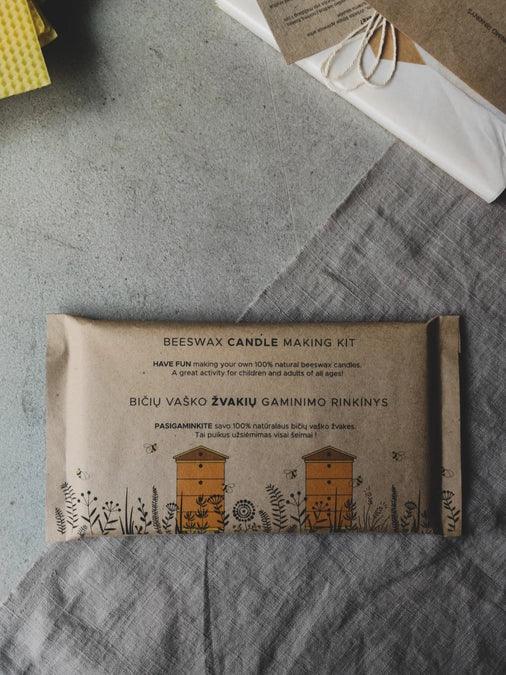 BEESWAX CANDLE MAKING KIT
HAVE FUN making your own 100% natural beeswax candles.
A great activity for children and adults of all ages!
BIČIŲ VAŠKO ŽVAKIŲ GAMINIMO RINKINYS
PASIGAMINKITE savo 100% natūralaus bičių vaško žvakes.
Tai puikus užsiėmimas visai šeimai !